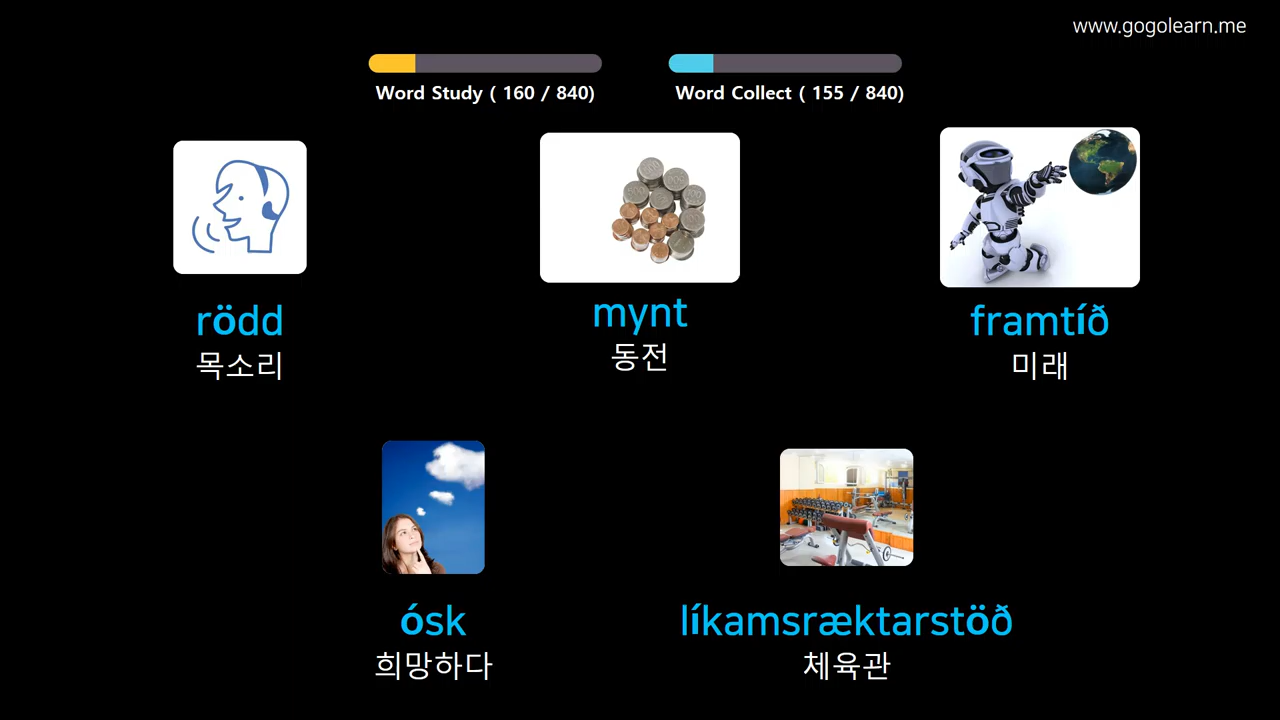 www.gogolearn.me
Word Study ( 160 / 840)
Word Collect ( 155 / 840)
rödd
목소리
mynt
동전
framtíð
미래
ósk
희망하다
líkamsræktarstöð
체육관